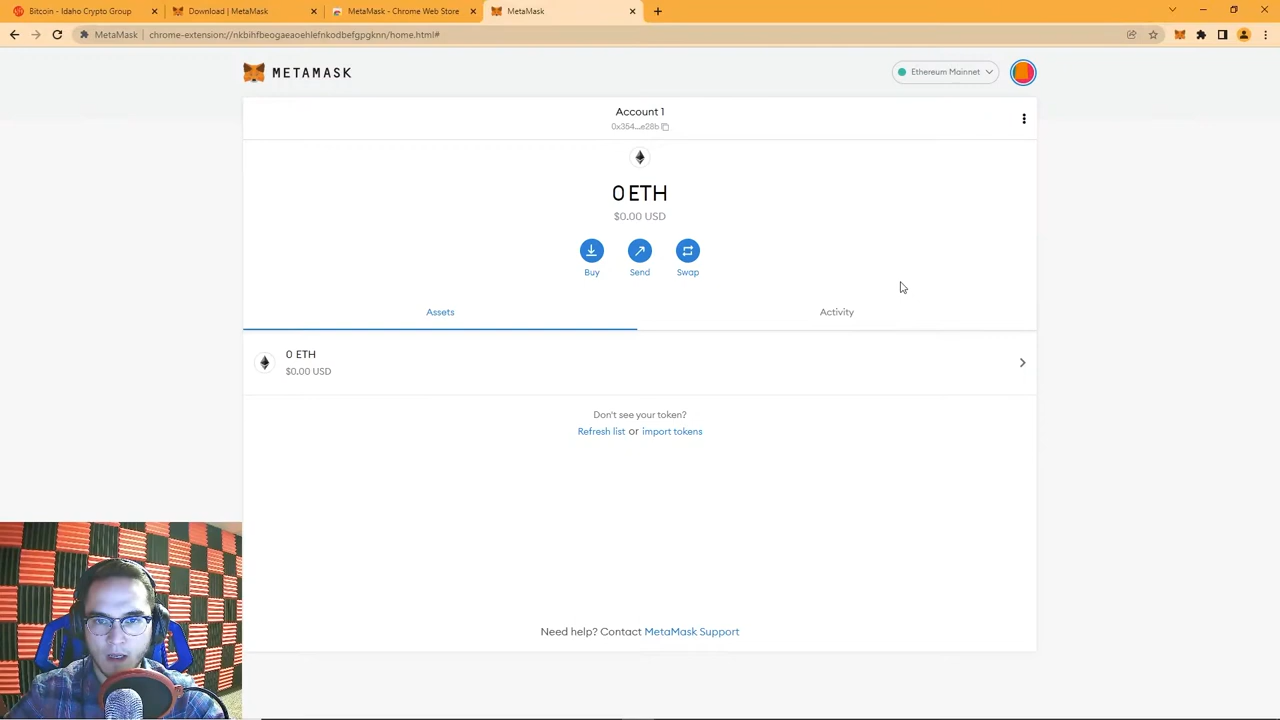 Bitcoin - Idaho Crypto Group
Download | MetaMask
MetaMask - Chrome Web Store
MetaMask
MetaMask | chrome-extension://nkbihfbeogaeaoehlefnkodbefgpgknn/home.html#
METAMASK
Ethereum Mainnet
Account 1
0x354...e28b
0 ETH
$0.00 USD
Buy
Send
Swap
Assets
Activity
0 ETH
$0.00 USD
Don't see your token?
Refresh list or import tokens
Need help? Contact MetaMask Support